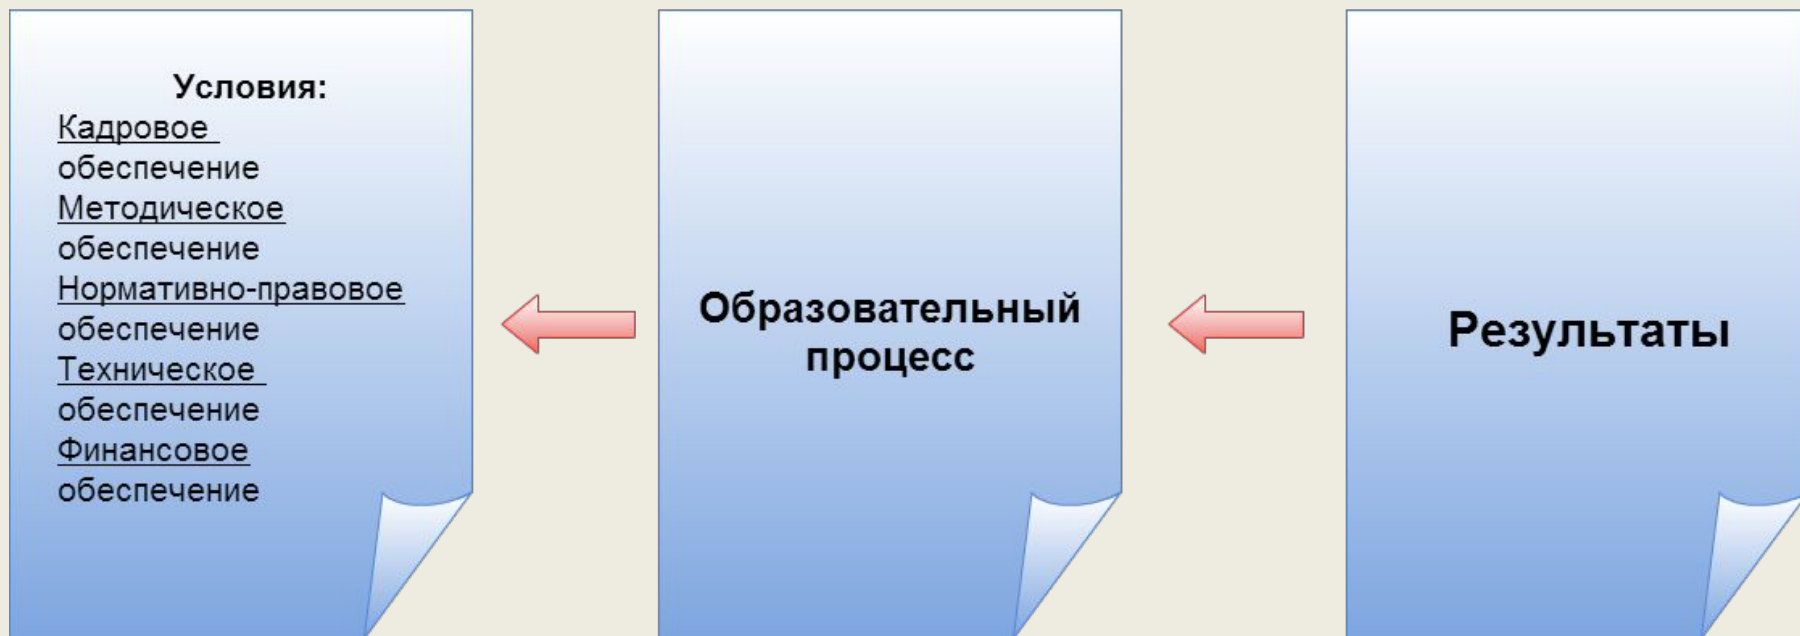 Условия:
Кадровое
обеспечение
Методическое
обеспечение
Нормативно-правовое
обеспечение
Техническое
обеспечение
Финансовое
обеспечение
Образовательный
процесс
Результаты